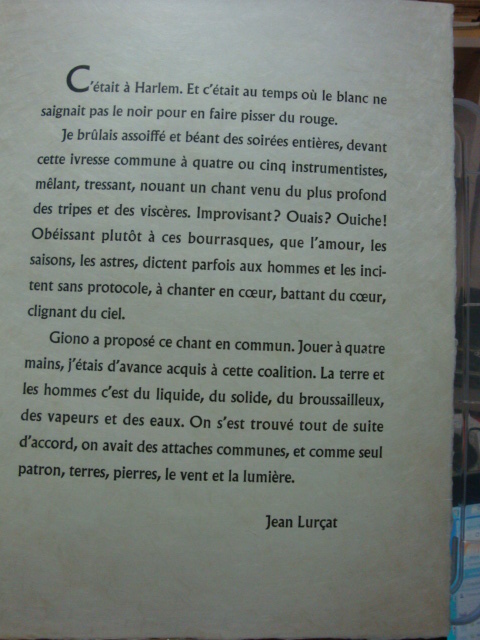 C'était à Harlem. Et c'était au temps où le blanc ne
saignait pas le noir pour en faire pisser du rouge.
Je brûlais assoiffé et béant des soirées entières, devant
cette ivresse commune à quatre ou cinq instrumentistes,
mêlant, tressant, nouant un chant venu du plus profond
des tripes et des viscères. Improvisant? Ouais? Ouiche!
Obéissant plutôt à ces bourrasques, que l'amour, les
saisons, les astres, dictent parfois aux hommes et les inci-
tent sans protocole, à chanter en cœur, battant du cœur,
clignant du ciel.
Giono a proposé ce chant en commun. Jouer à quatre
mains, j'étais d'avance acquis à cette coalition. La terre et
les hommes c'est du liquide, du solide, du broussailleux,
des vapeurs et des eaux. On s'est trouvé tout de suite
d'accord, on avait des attaches communes, et comme seul
patron, terres, pierres, le vent et la lumière.
Jean Lurçat